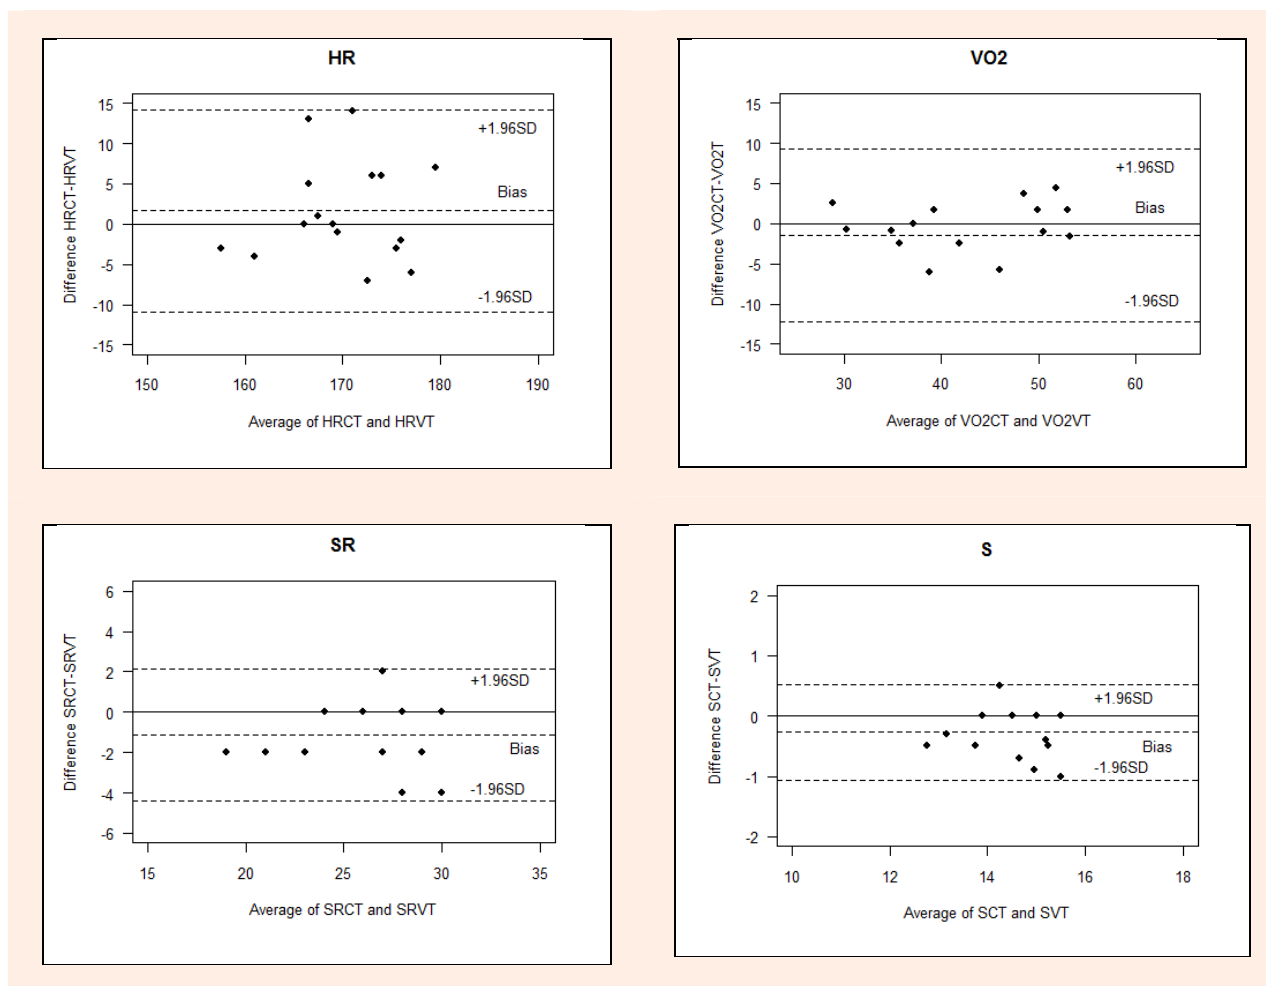 HR
15
10
5
0
-5
-10
-15
+1.96SD
Bias
-1.96SD
Difference HRCT-HRVT
150 160 170 180 190
Average of HRCT and HRVT
VO2
15
10
5
0
-5
-10
-15
+1.96SD
Bias
-1.96SD
Difference VO2CT-VO2T
30 40 50 60
Average of VO2CT and VO2VT
SR
6
4
2
0
-2
-4
-6
+1.96SD
Bias
-1.96SD
Difference SRCT-SRVT
15 20 25 30 35
Average of SRCT and SRVT
S
2
1
0
-1
-2
+1.96SD
Bias
-1.96SD
Difference SCT-SVT
10 12 14 16 18
Average of SCT and SVT